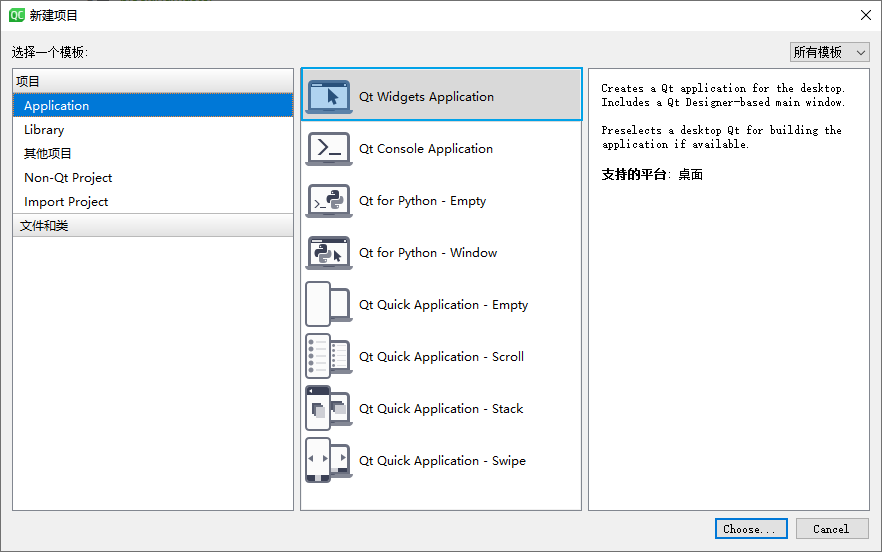 QC 新建项目
选择一个模板:
所有模板
项目
Application
Library
其他项目
Non-Qt Project
Import Project
文件和类
Qt Widgets Application
Qt Console Application
Qt for Python - Empty
Qt for Python - Window
Qt Quick Application - Empty
Qt Quick Application - Scroll
Qt Quick Application - Stack
Qt Quick Application - Swipe
Creates a Qt application for the desktop.
Includes a Qt Designer-based main window.
Preselects a desktop Qt for building the
application if available.
支持的平台: 桌面
Choose...
Cancel